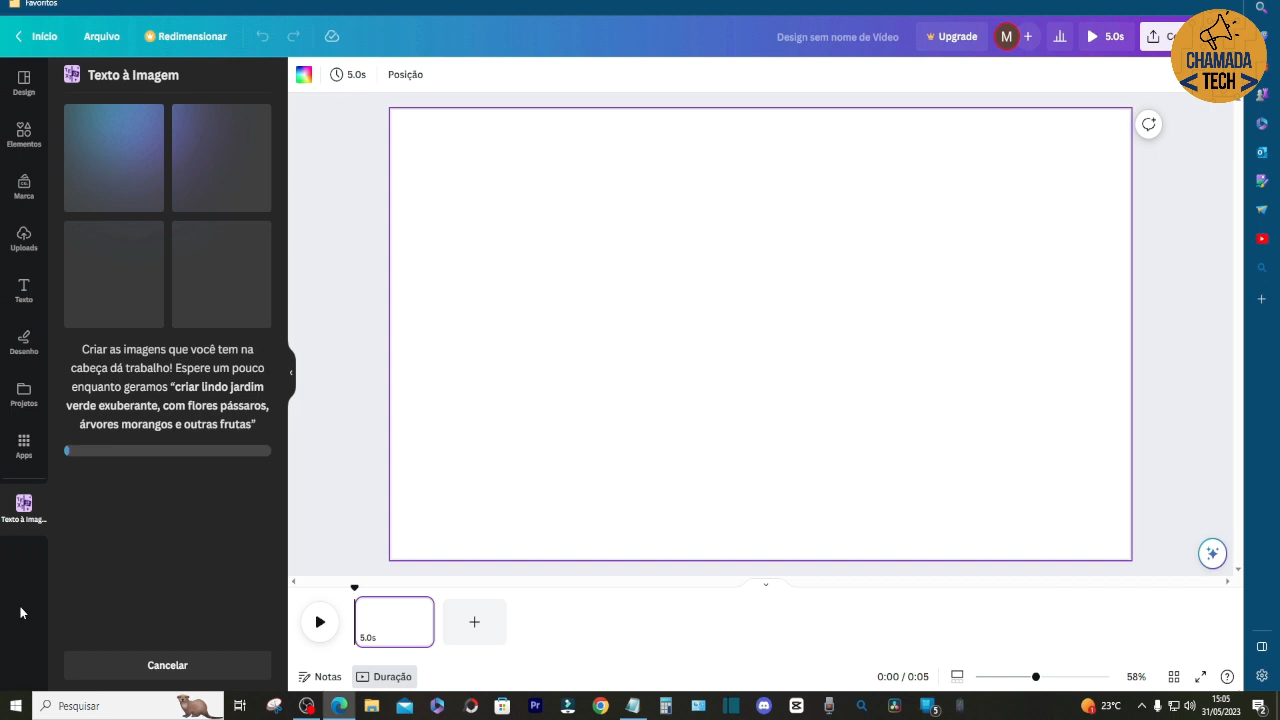 Favoritos
Início
Arquivo
Redimensionar
Design sem nome de Vídeo
Upgrade
M
5.0s
CHAMADA
TECH
Design
Elementos
Marca
Uploads
Texto
Desenho
Projetos
Apps
Texto à Imag...
Texto à Imagem
Criar as imagens que você tem na
cabeça dá trabalho! Espere um pouco
enquanto geramos “criar lindo jardim
verde exuberante, com flores pássaros,
árvores morangos e outras frutas”
Cancelar
5.0s
Posição
5.0s
Notas
Duração
0:00 / 0:05
58%
Pesquisar
23°C
15:05
31/05/2023